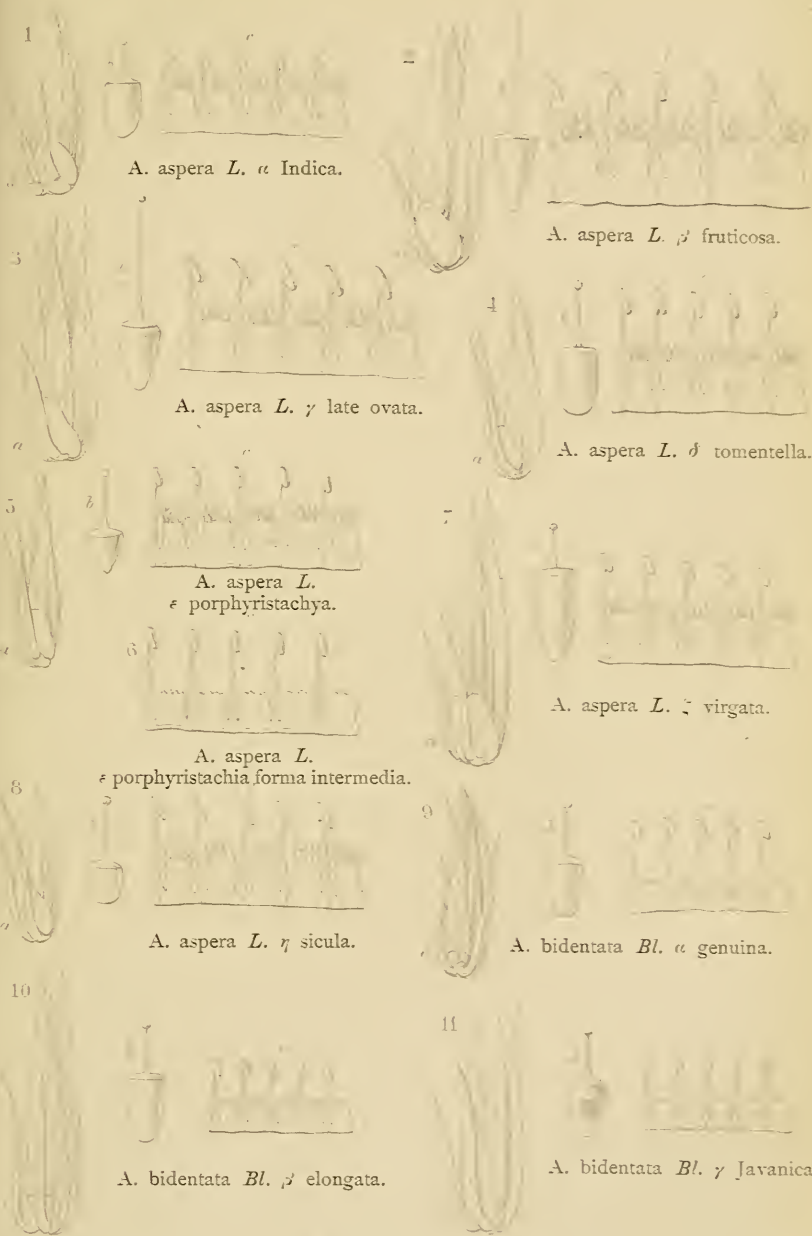 1
A. aspera L. α Indica.
A. aspera L. β fruticosa.
3
A. aspera L. γ late ovata.
4
A. aspera L. δ tomentella.
a
a
5
b
A. aspera L.
ε porphyristachya.
7
A. aspera L. ζ virgata.
6
A. aspera L.
ε porphyristachia forma intermedia.
8
a
A. aspera L. η sicula.
9
A. bidentata Bl. α genuina.
10
A. bidentata Bl. β elongata.
11
A. bidentata Bl. γ Javanica